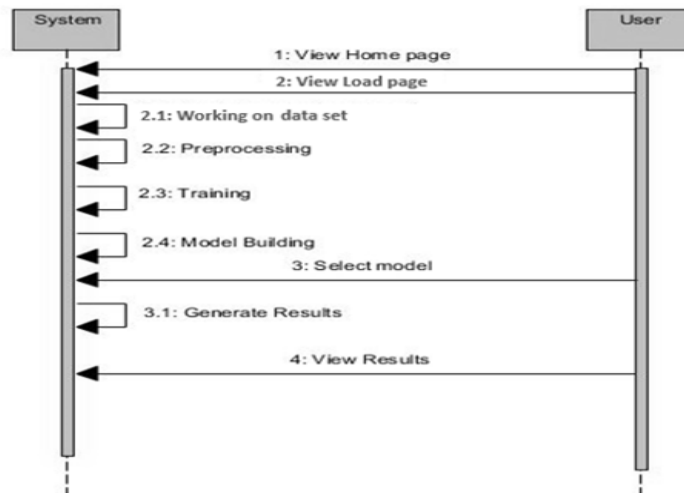 System
User
1: View Home page
2: View Load page
2.1: Working on data set
2.2: Preprocessing
2.3: Training
2.4: Model Building
3: Select model
3.1: Generate Results
4: View Results